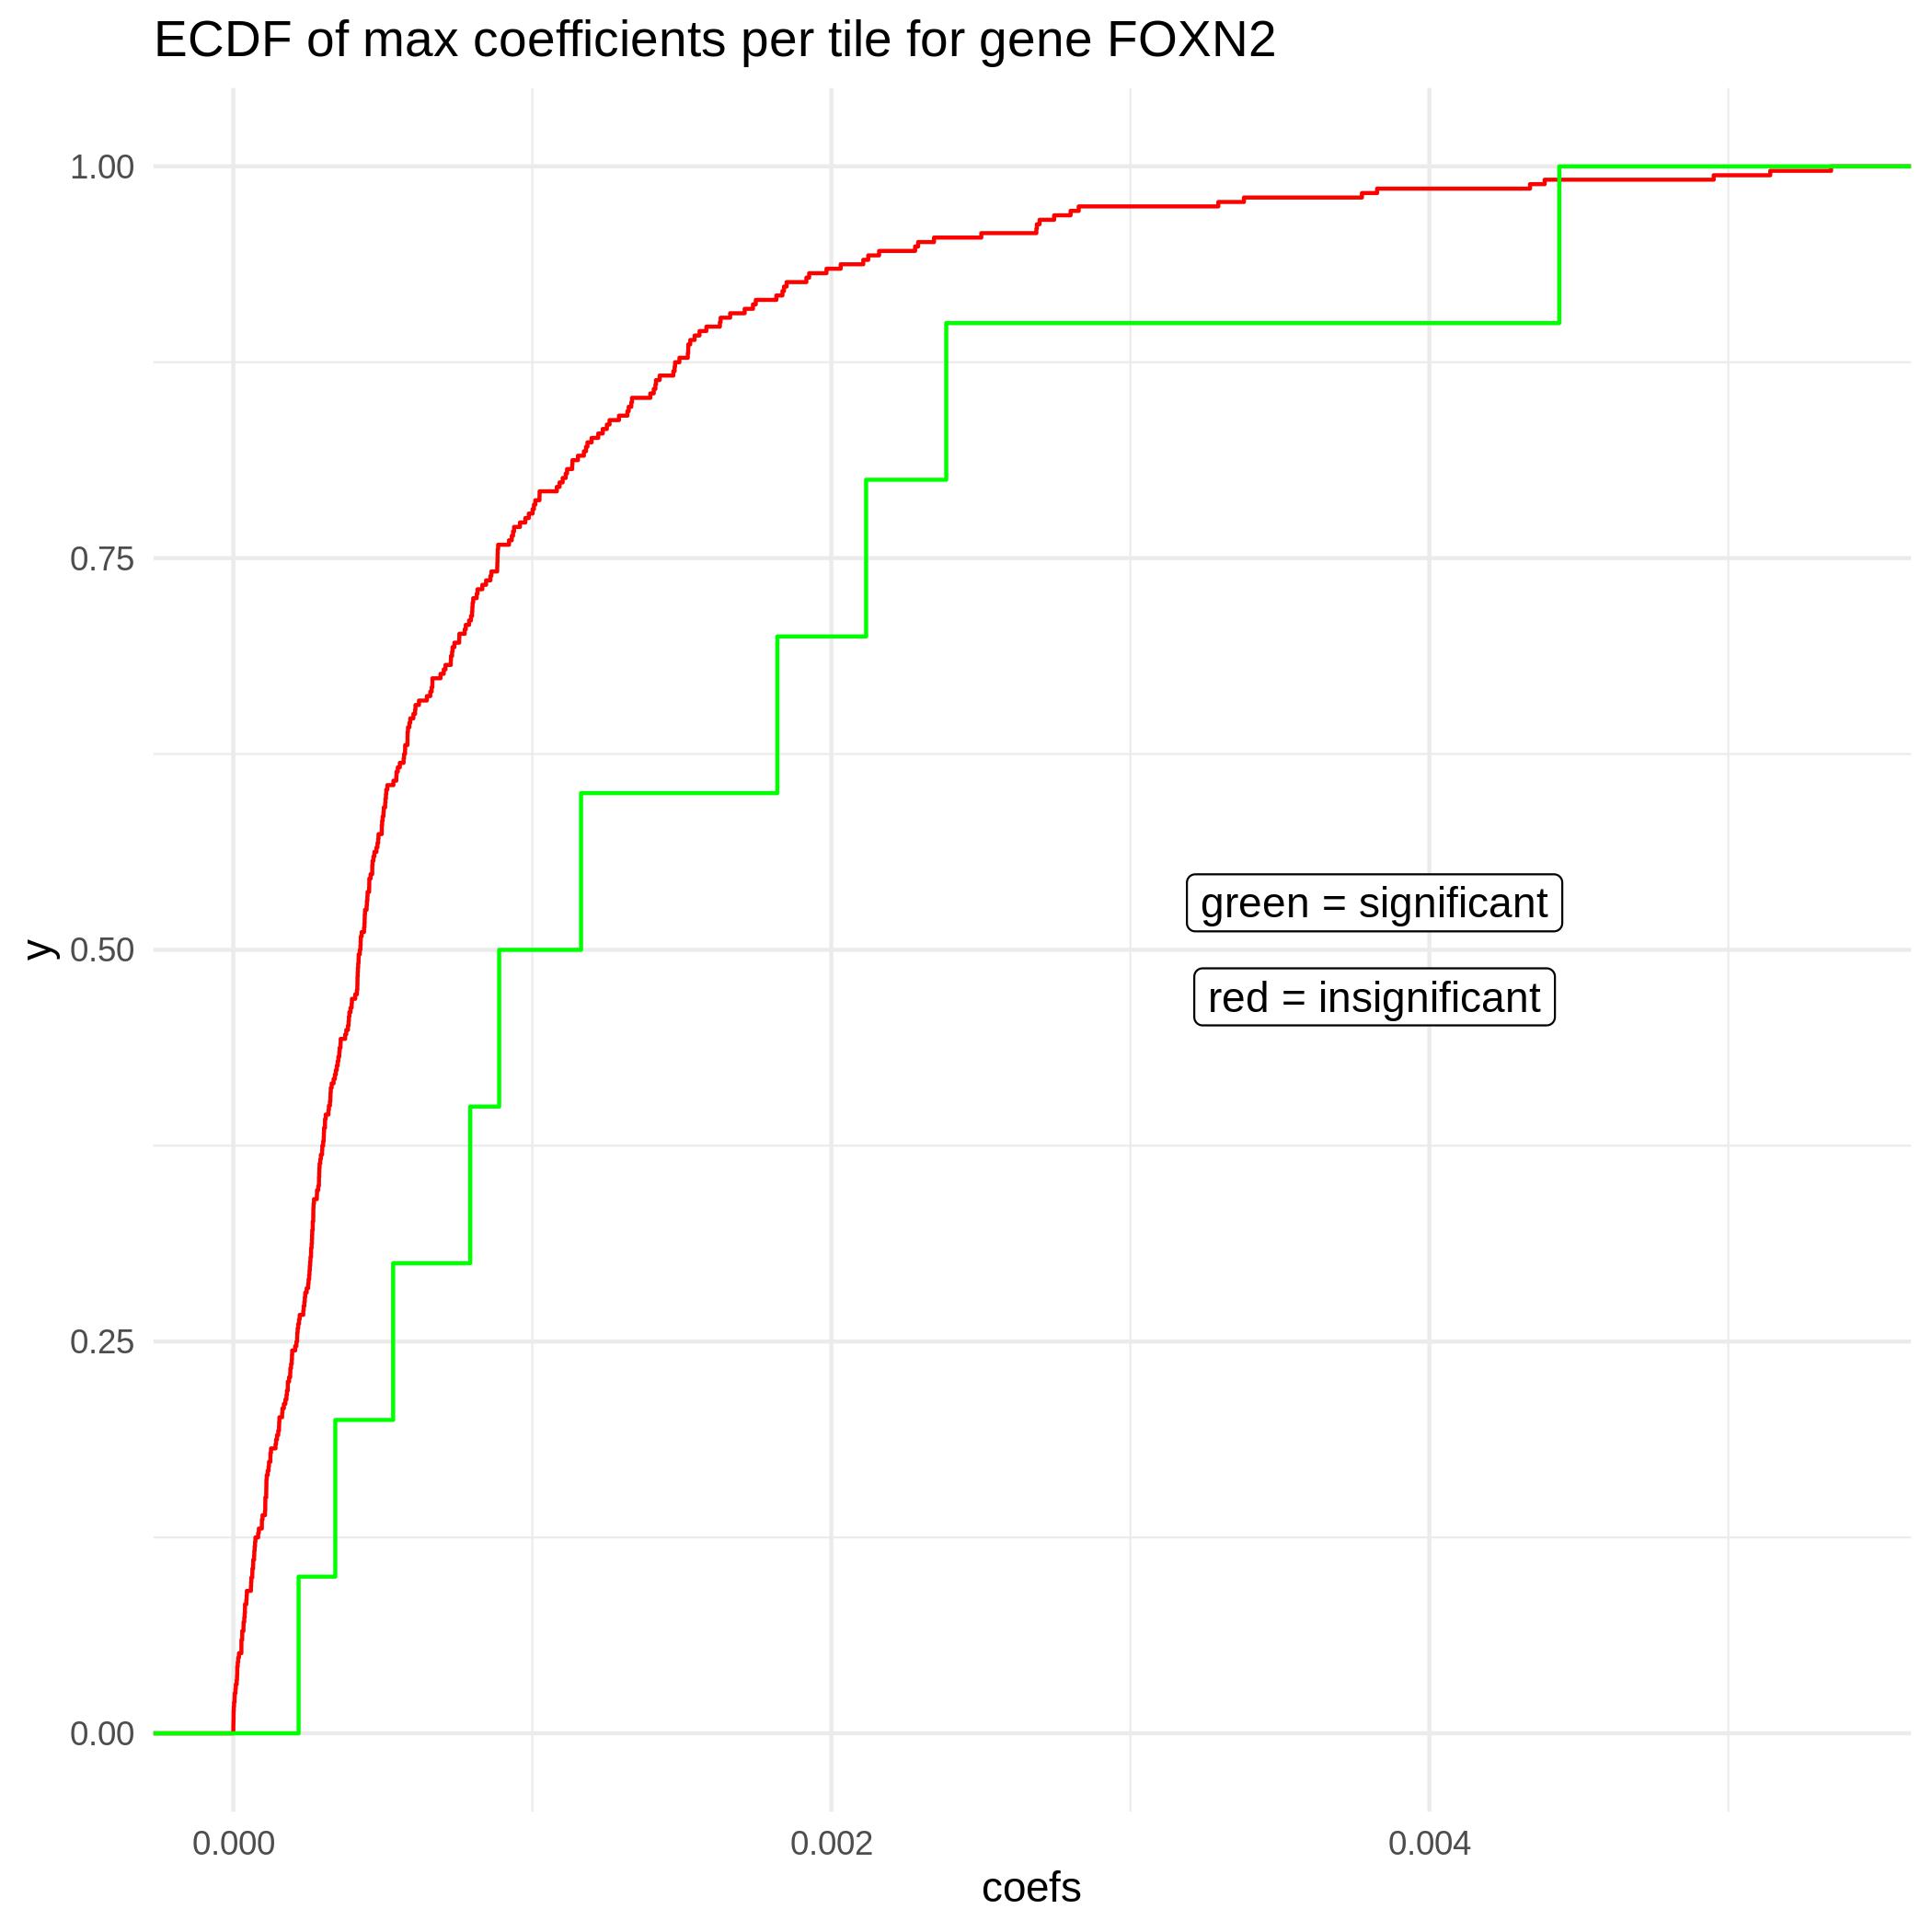 ECDF of max coefficients per tile for gene FOXN2
1.00
0.75
0.50
0.25
0.00
y
green = significant
red = insignificant
0.000
0.002
0.004
coefs